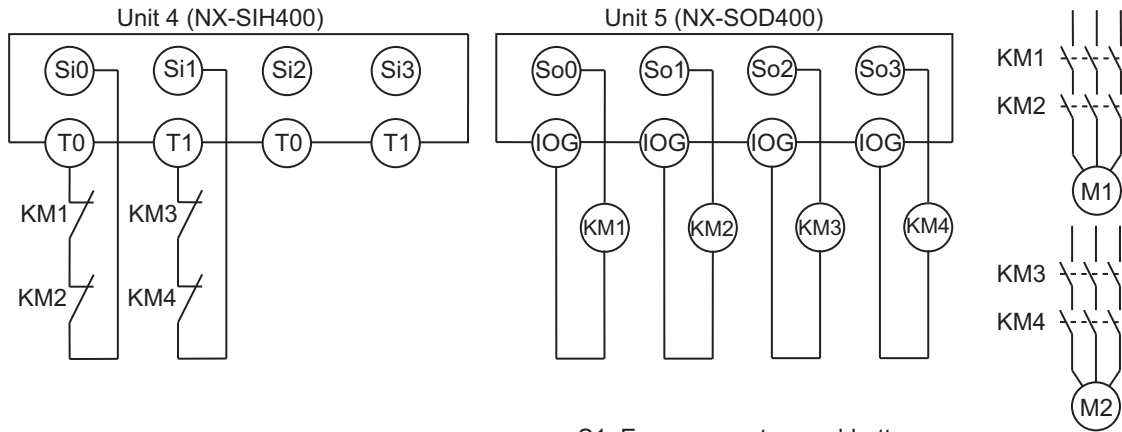 Unit 4 (NX-SIH400)
Si0 Si1 Si2 Si3
T0 T1 T0 T1
KM1 KM3
KM2 KM4
Unit 5 (NX-SOD400)
So0 So1 So2 So3
IOG IOG IOG IOG
KM1 KM2 KM3 KM4
KM1
KM2
M1
KM3
KM4
M2